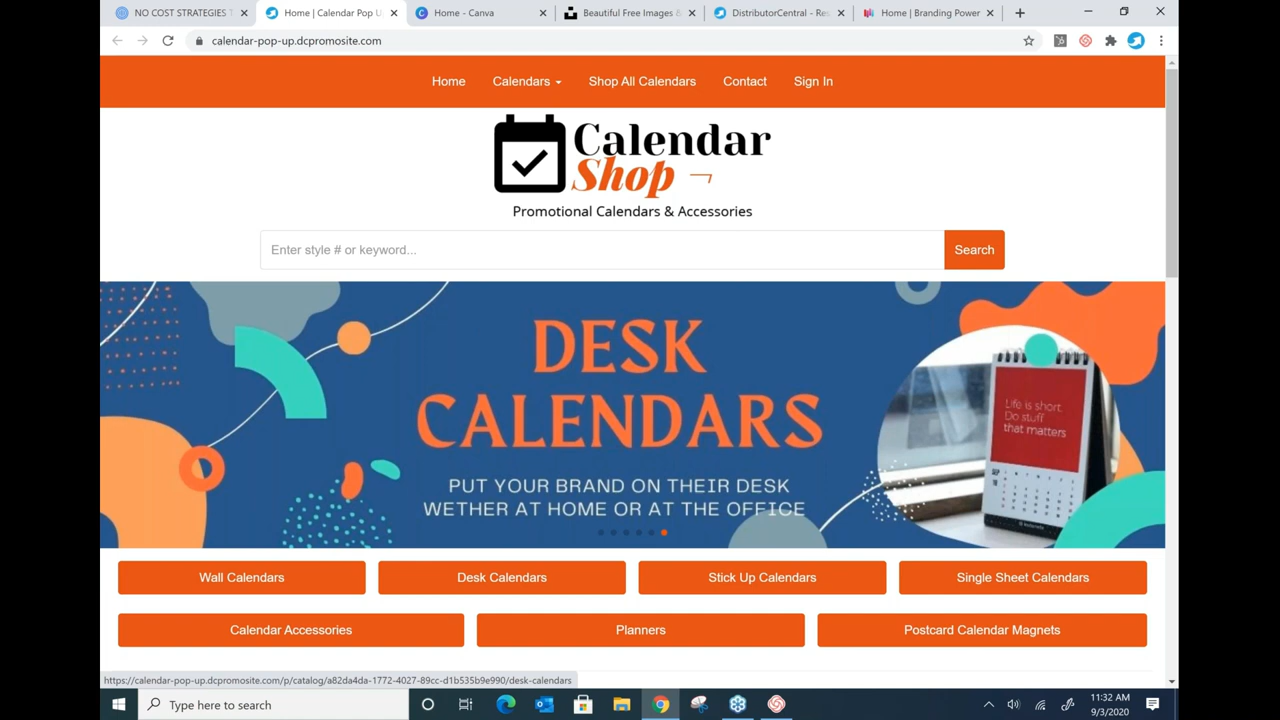 NO COST STRATEGIES
Home | Calendar Pop U
Home - Canva
Beautiful Free Images &
DistributorCentral - Res
Home | Branding Power
calendar-pop-up.dcpromosite.com
Home
Calendars
Shop All Calendars
Contact
Sign In
Calendar
Shop
Promotional Calendars & Accessories
Enter style # or keyword...
Search
DESK
CALENDARS
PUT YOUR BRAND ON THEIR DESK
WETHER AT HOME OR AT THE OFFICE
Life is short.
Do stuff
that matters
Wall Calendars
Desk Calendars
Stick Up Calendars
Single Sheet Calendars
Calendar Accessories
Planners
Postcard Calendar Magnets
https://calendar-pop-up.dcpromosite.com/p/catalog/a82da4da-1772-4027-89cc-d1b535b9e990/desk-calendars
Type here to search
11:32 AM
9/3/2020